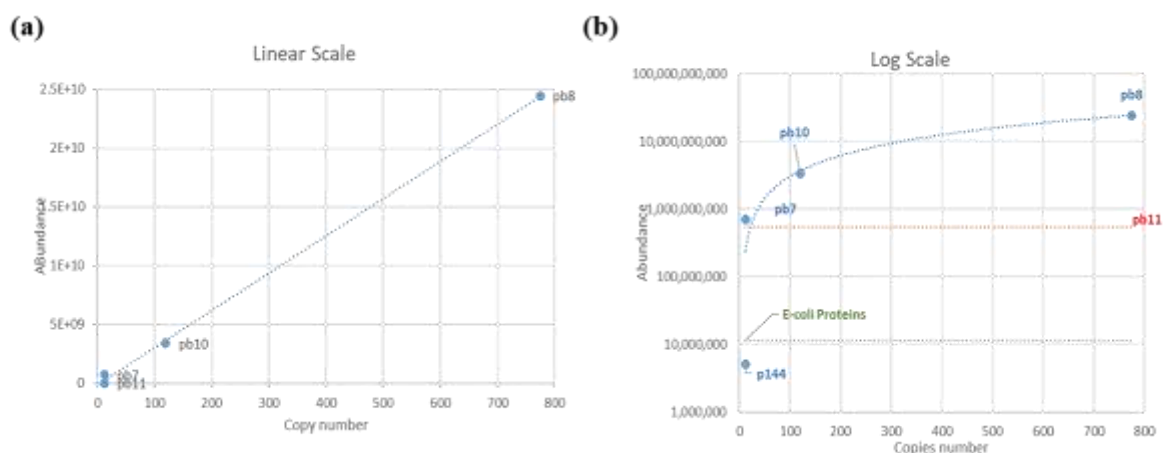 (a)
Linear Scale
2.5E+10
2E+10
1.5E+10
1E+10
5E+09
0
Abundance
pb8
pb10
pb7
pb11
0 100 200 300 400 500 600 700 800
Copy number
(b)
Log Scale
100,000,000,000
10,000,000,000
1,000,000,000
100,000,000
10,000,000
1,000,000
Abundance
pb8
pb10
pb7
pb11
E-coli Proteins
p144
0 100 200 300 400 500 600 700 800
Copies number